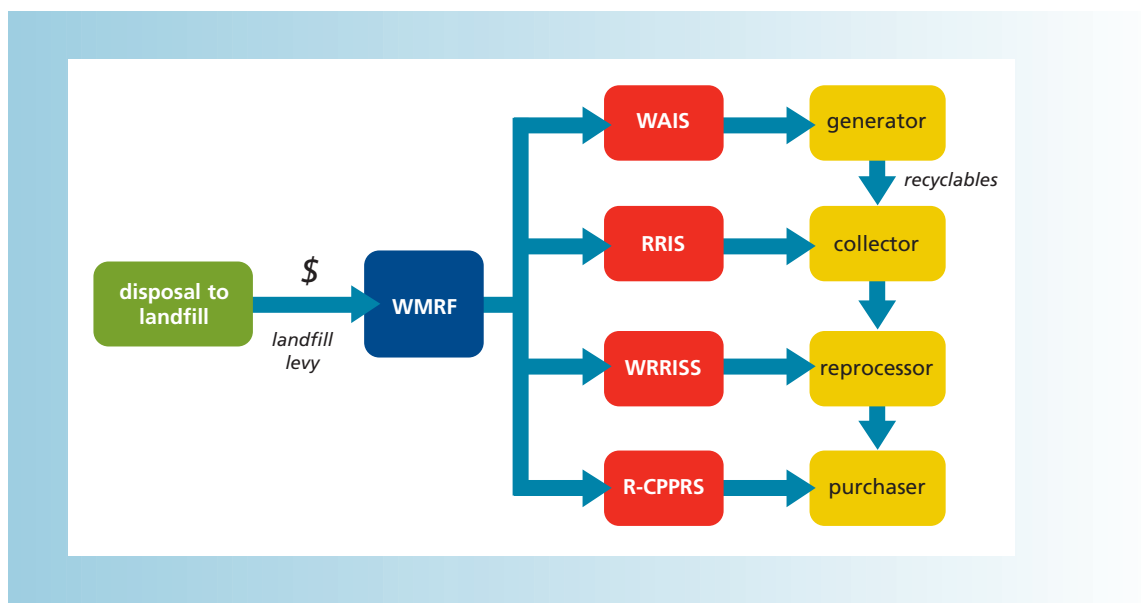 WAIS
generator
recyclables
RRIS
collector
disposal to
landfill
$
landfill
levy
WMRF
WRRISS
reprocessor
R-CPPRS
purchaser